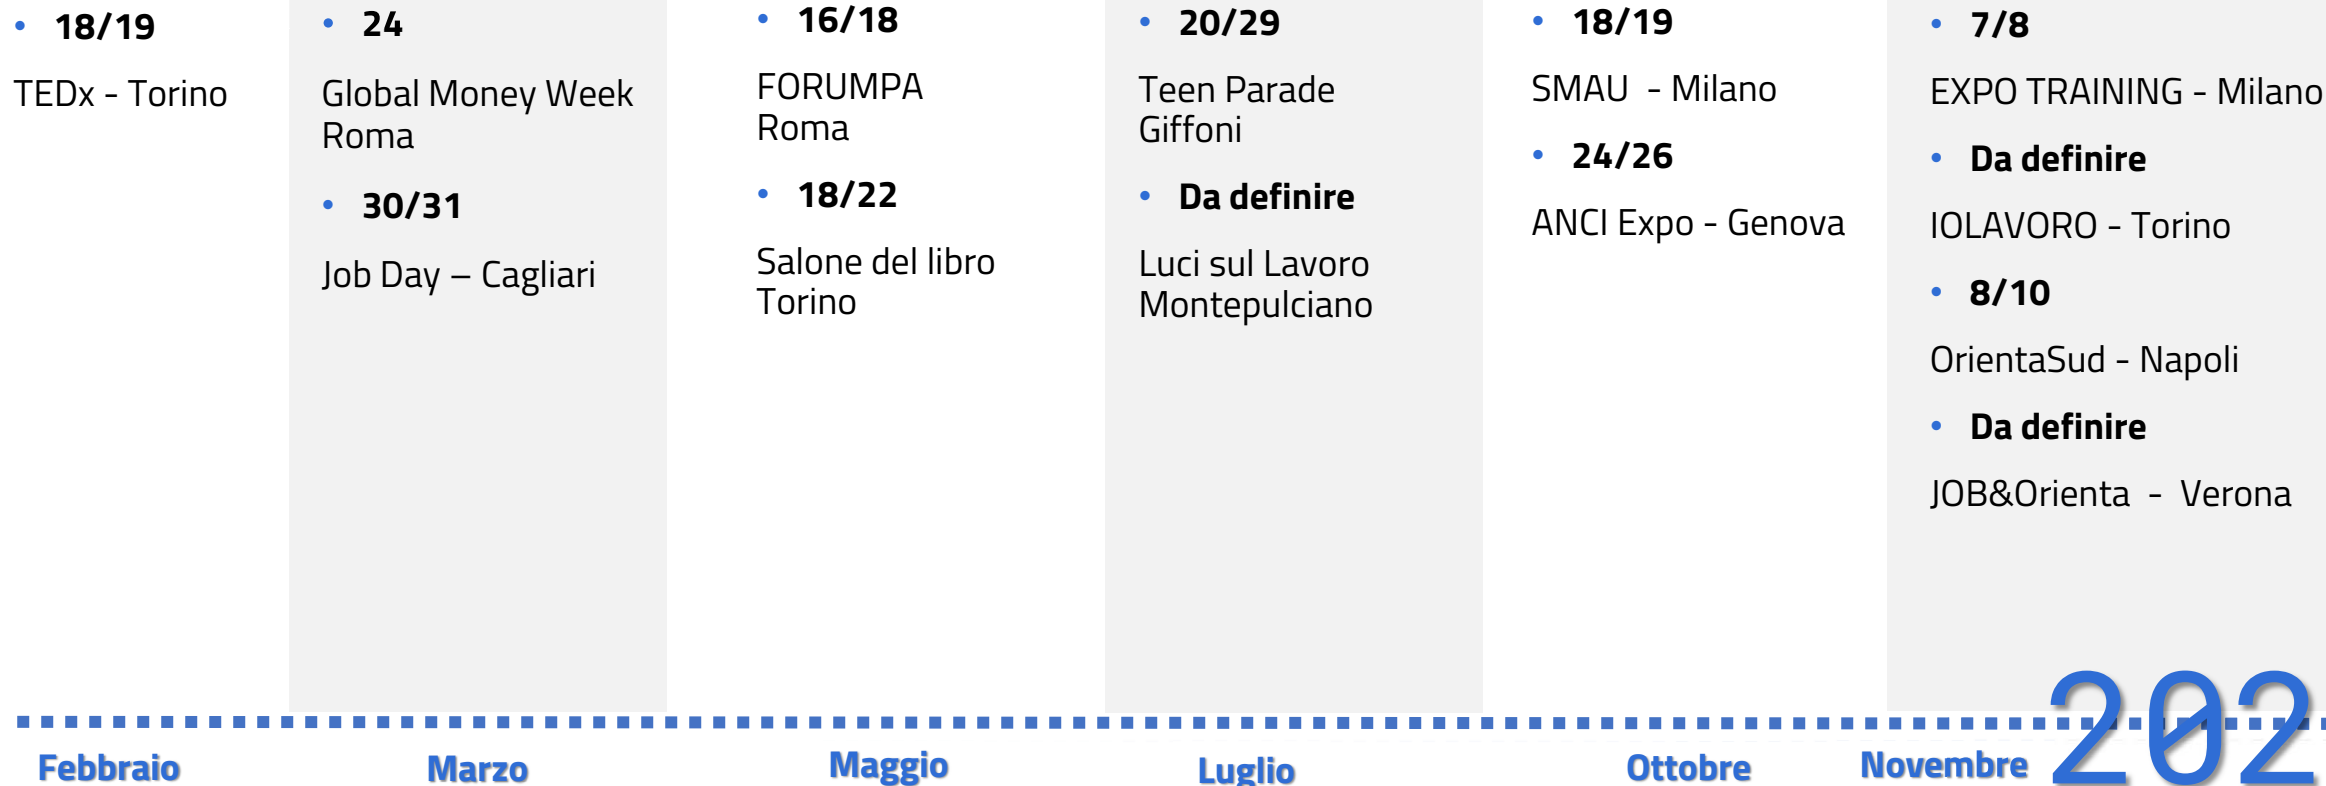 • 18/19
TEDx - Torino
• 24
Global Money Week
Roma
• 30/31
Job Day – Cagliari
• 16/18
FORUMPA
Roma
• 18/22
Salone del libro
Torino
• 20/29
Teen Parade
Giffoni
• Da definire
Luci sul Lavoro
Montepulciano
• 18/19
SMAU - Milano
• 24/26
ANCI Expo - Genova
• 7/8
EXPO TRAINING - Milano
• Da definire
IOLAVORO - Torino
• 8/10
OrientaSud - Napoli
• Da definire
JOB&Orienta - Verona
Febbraio
Marzo
Maggio
Luglio
Ottobre
Novembre
202